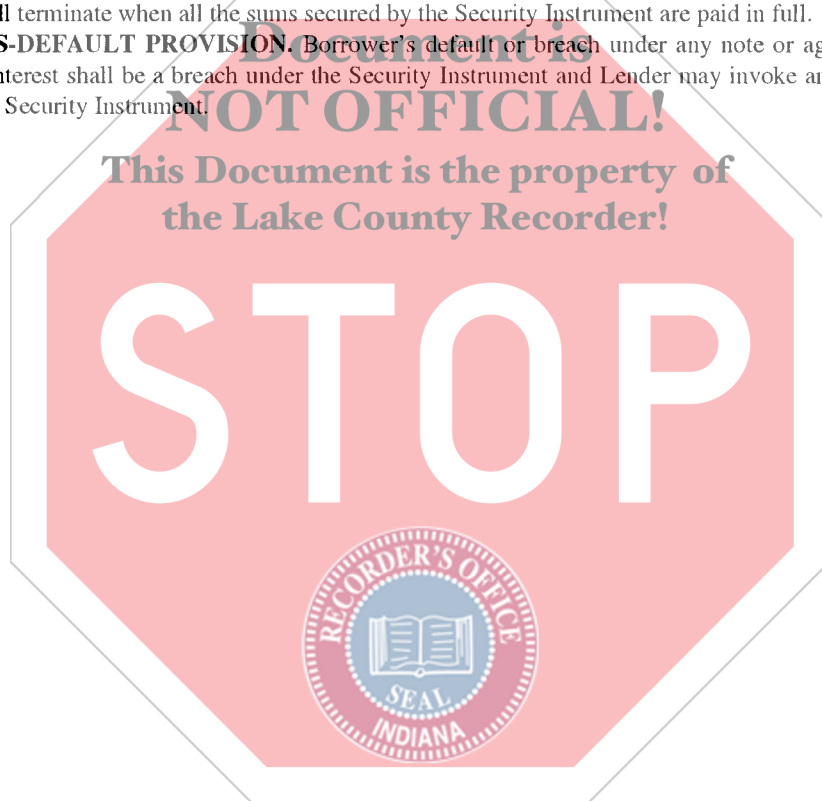 ll terminate when all the sums secured by the Security Instrument are paid in full.
S-DEFAULT PROVISION. Borrower's default or breach under any note or ag
nterest shall be a breach under the Security Instrument and Lender may invoke an
Security Instrument.
Document is
NOT OFFICIAL!
This Document is the property of
the Lake County Recorder!
STOP
RECORDER'S OFFICE
SEAL
INDIANA